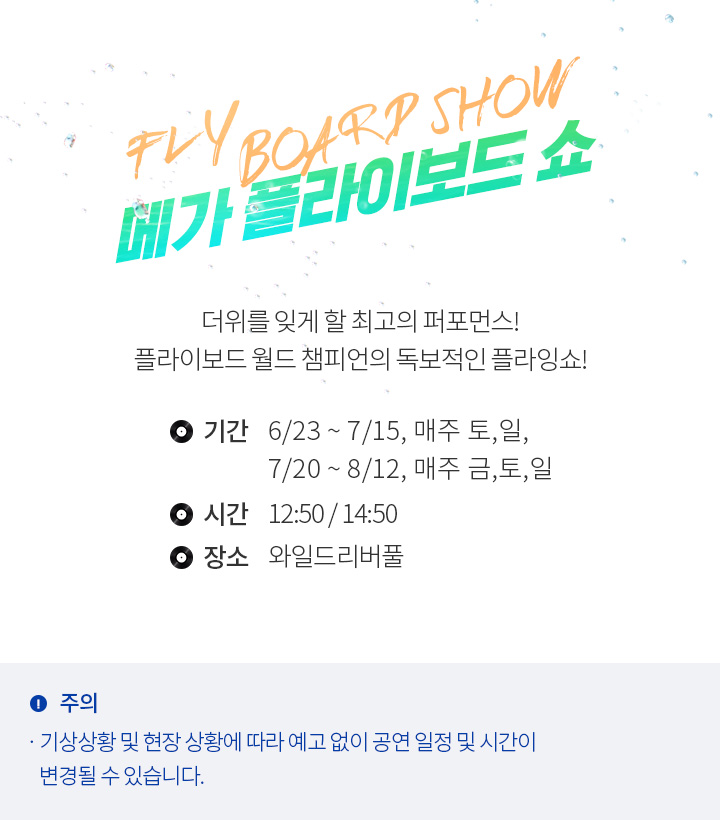 FLY BOARD SHOW
메가 플라이보드 쇼
더위를 잊게 할 최고의 퍼포먼스!
플라이보드 월드 챔피언의 독보적인 플라잉쇼!
기간 6/23 ~ 7/15, 매주 토,일,
7/20 ~ 8/12, 매주 금,토,일
시간 12:50 / 14:50
장소 와일드리버풀
! 주의
· 기상상황 및 현장 상황에 따라 예고 없이 공연 일정 및 시간이
변경될 수 있습니다.